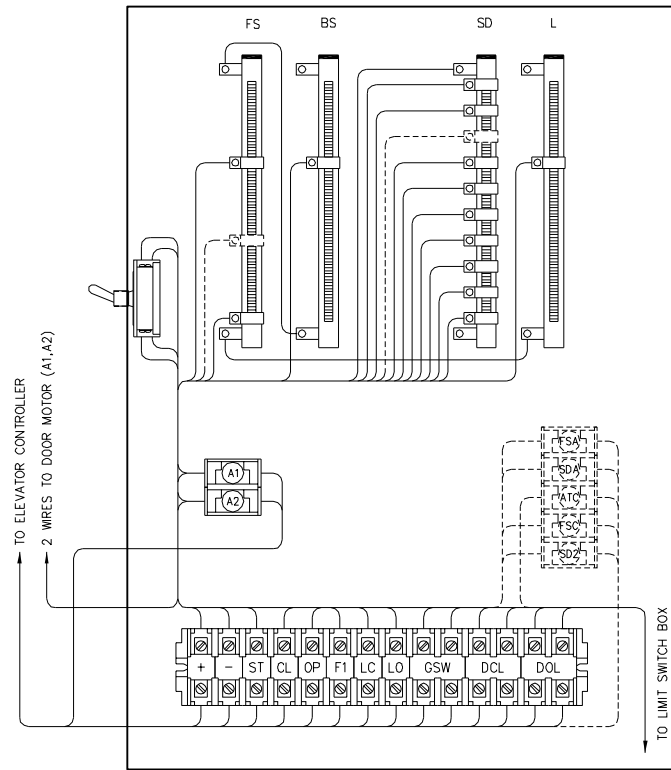 FS BS SD L
TO ELEVATOR CONTROLLER
2 WIRES TO DOOR MOTOR (A1,A2)
A1
A2
FSA
SDA
ATC
FSC
SD2
+ - ST CL OP F1 LC LO GSW DCL DOL
TO LIMIT SWITCH BOX